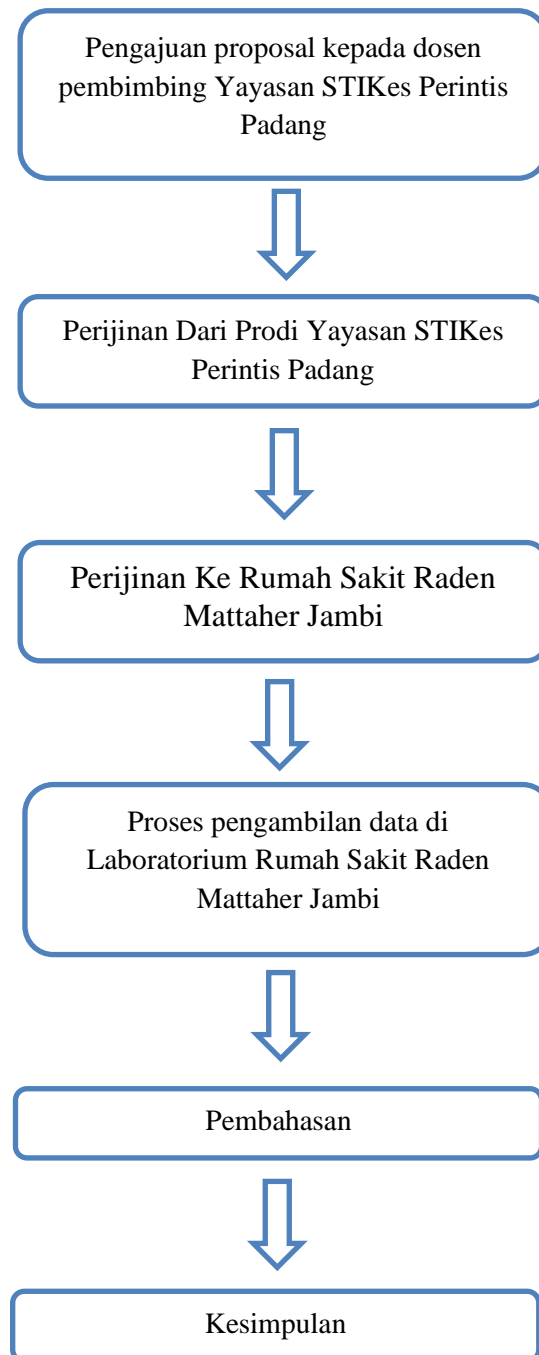 Pengajuan proposal kepada dosen
pembimbing Yayasan STIKes Perintis
Padang
Perijinan Dari Prodi Yayasan STIKes
Perintis Padang
Perijinan Ke Rumah Sakit Raden
Mattaher Jambi
Proses pengambilan data di
Laboratorium Rumah Sakit Raden
Mattaher Jambi
Pembahasan
Kesimpulan